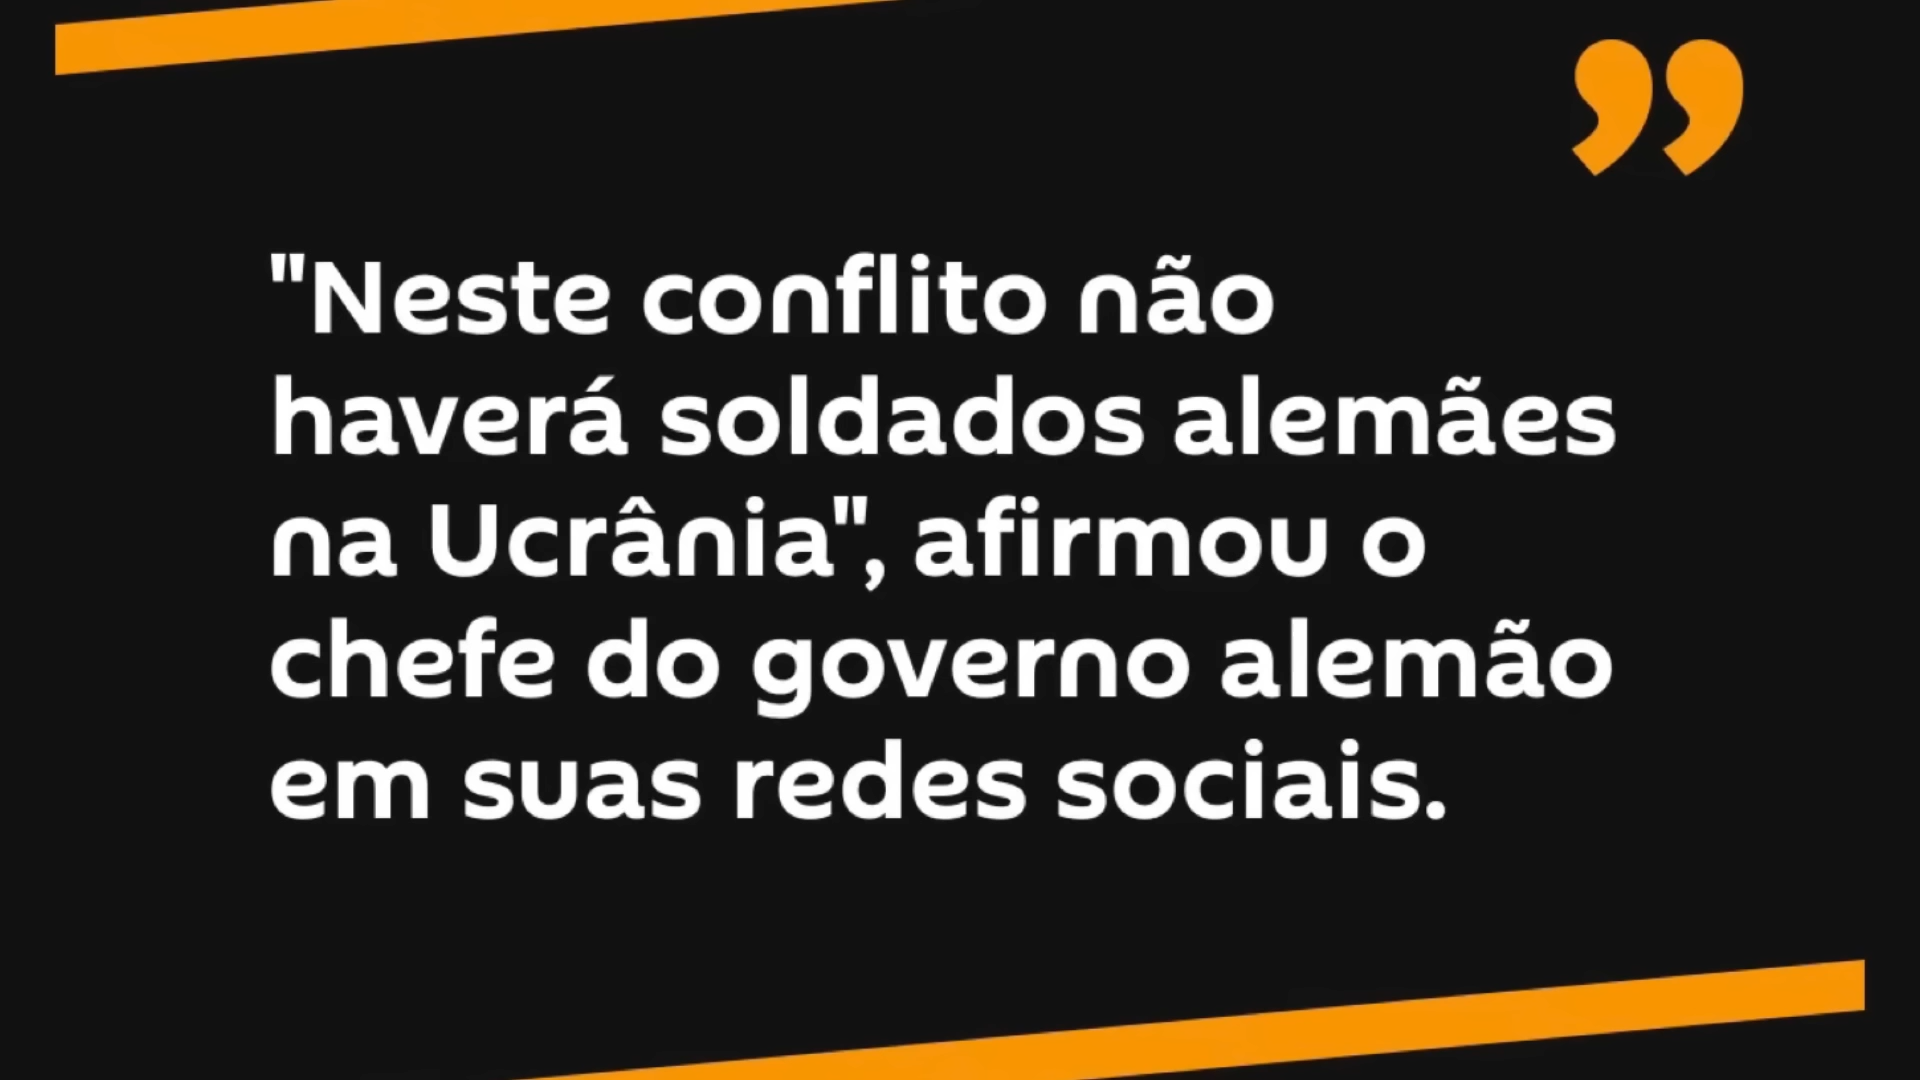 "Neste conflito não
haverá soldados alemães
na Ucrânia", afirmou o
chefe do governo alemão
em suas redes sociais.